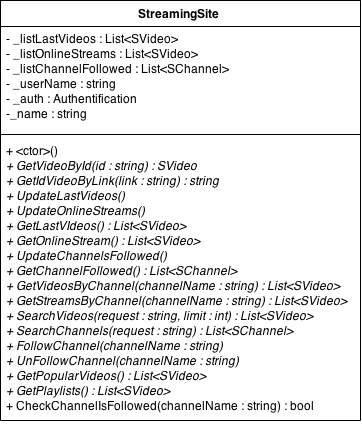 StreamingSite
- _listLastVideos : List<SVideo>
- _listOnlineStreams : List<SVideo>
- _listChannelFollowed : List<SChannel>
- _userName : string
- _auth : Authentification
-_name : string
+ <ctor>()
+ GetVideoById(id : string) : SVideo
+ GetIdVideoByLink(link : string) : string
+ UpdateLastVideos()
+ UpdateOnlineStreams()
+ GetLastVIdeos() : List<SVideo>
+ GetOnlineStream() : List<SVideo>
+ UpdateChannelsFollowed()
+ GetChannelFollowed() : List<SChannel>
+ GetVideosByChannel(channelName : string) : List<SVideo>
+ GetStreamsByChannel(channelName : string) : List<SVideo>
+ SearchVideos(request : string, limit : int) : List<SVideo>
+ SearchChannels(request : string) : List<SChannel>
+ FollowChannel(channelName : string)
+ UnFollowChannel(channelName : string)
+ GetPopularVideos() : List<SVideo>
+ GetPlaylists() : List<SVideo>
+ CheckChannelIsFollowed(channelName : string) : bool